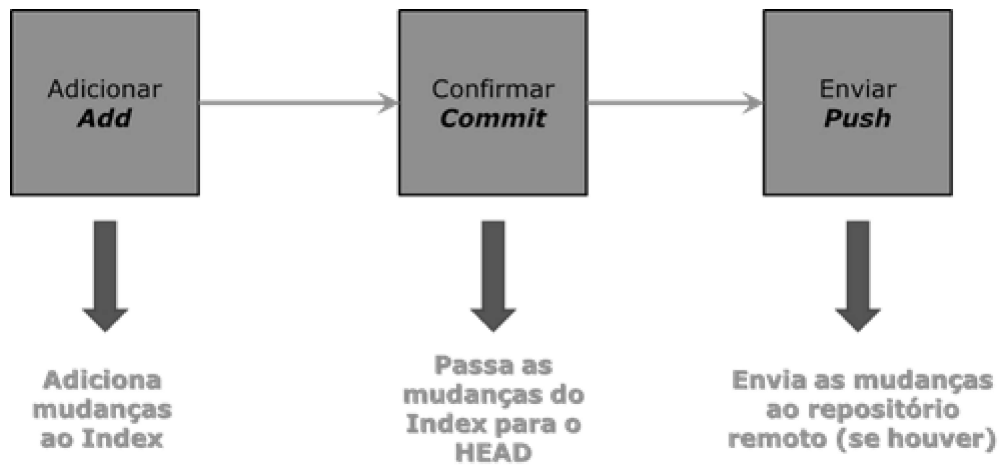 Adicionar
Add
Confirmar
Commit
Enviar
Push
Adiciona
mudanças
ao Index
Passa as
mudanças do
Index para o
HEAD
Envia as mudanças
ao repositório
remoto (se houver)